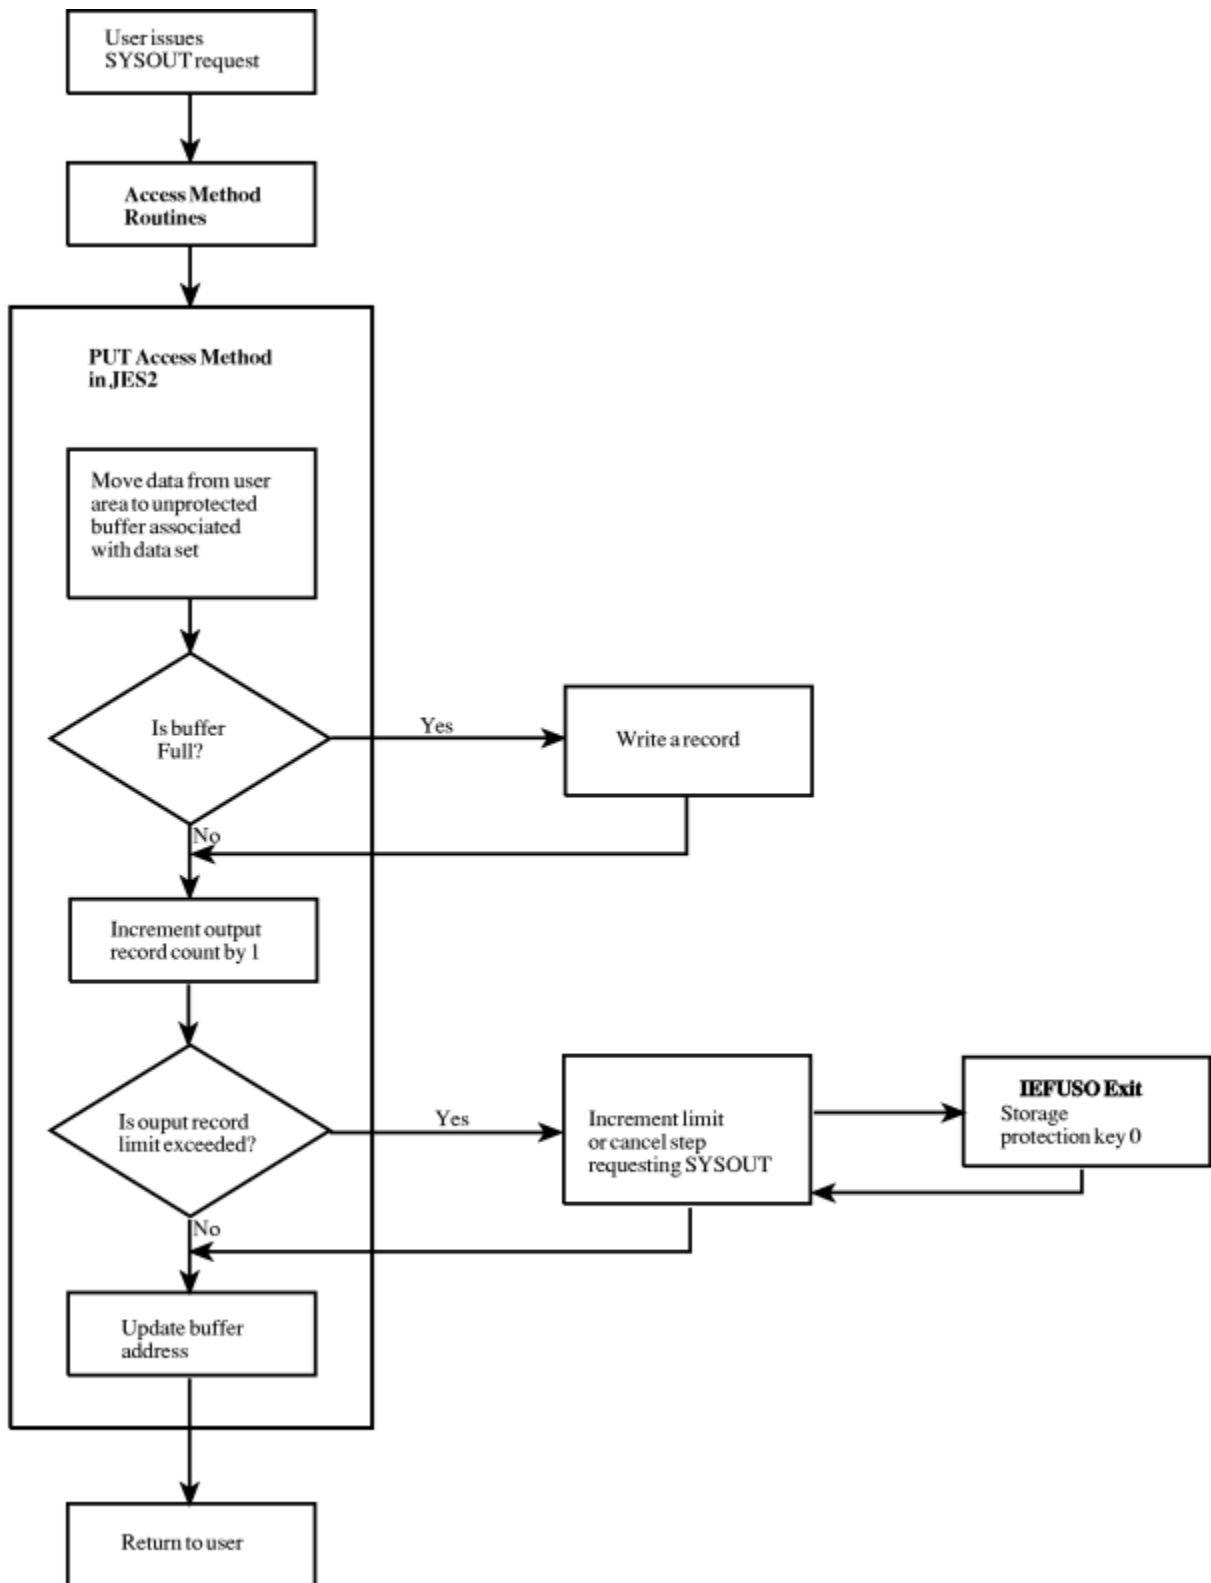 User issues
SYSOUT request
Access Method
Routines
PUT Access Method
in JES2
Move data from user
area to unprotected
buffer associated
with data set
Is buffer
Full?
Yes
Write a record
No
Increment output
record count by 1
Is ouput record
limit exceeded?
Yes
Increment limit
or cancel step
requesting SYSOUT
IEFUSO Exit
Storage
protection key 0
No
Update buffer
address
Return to user